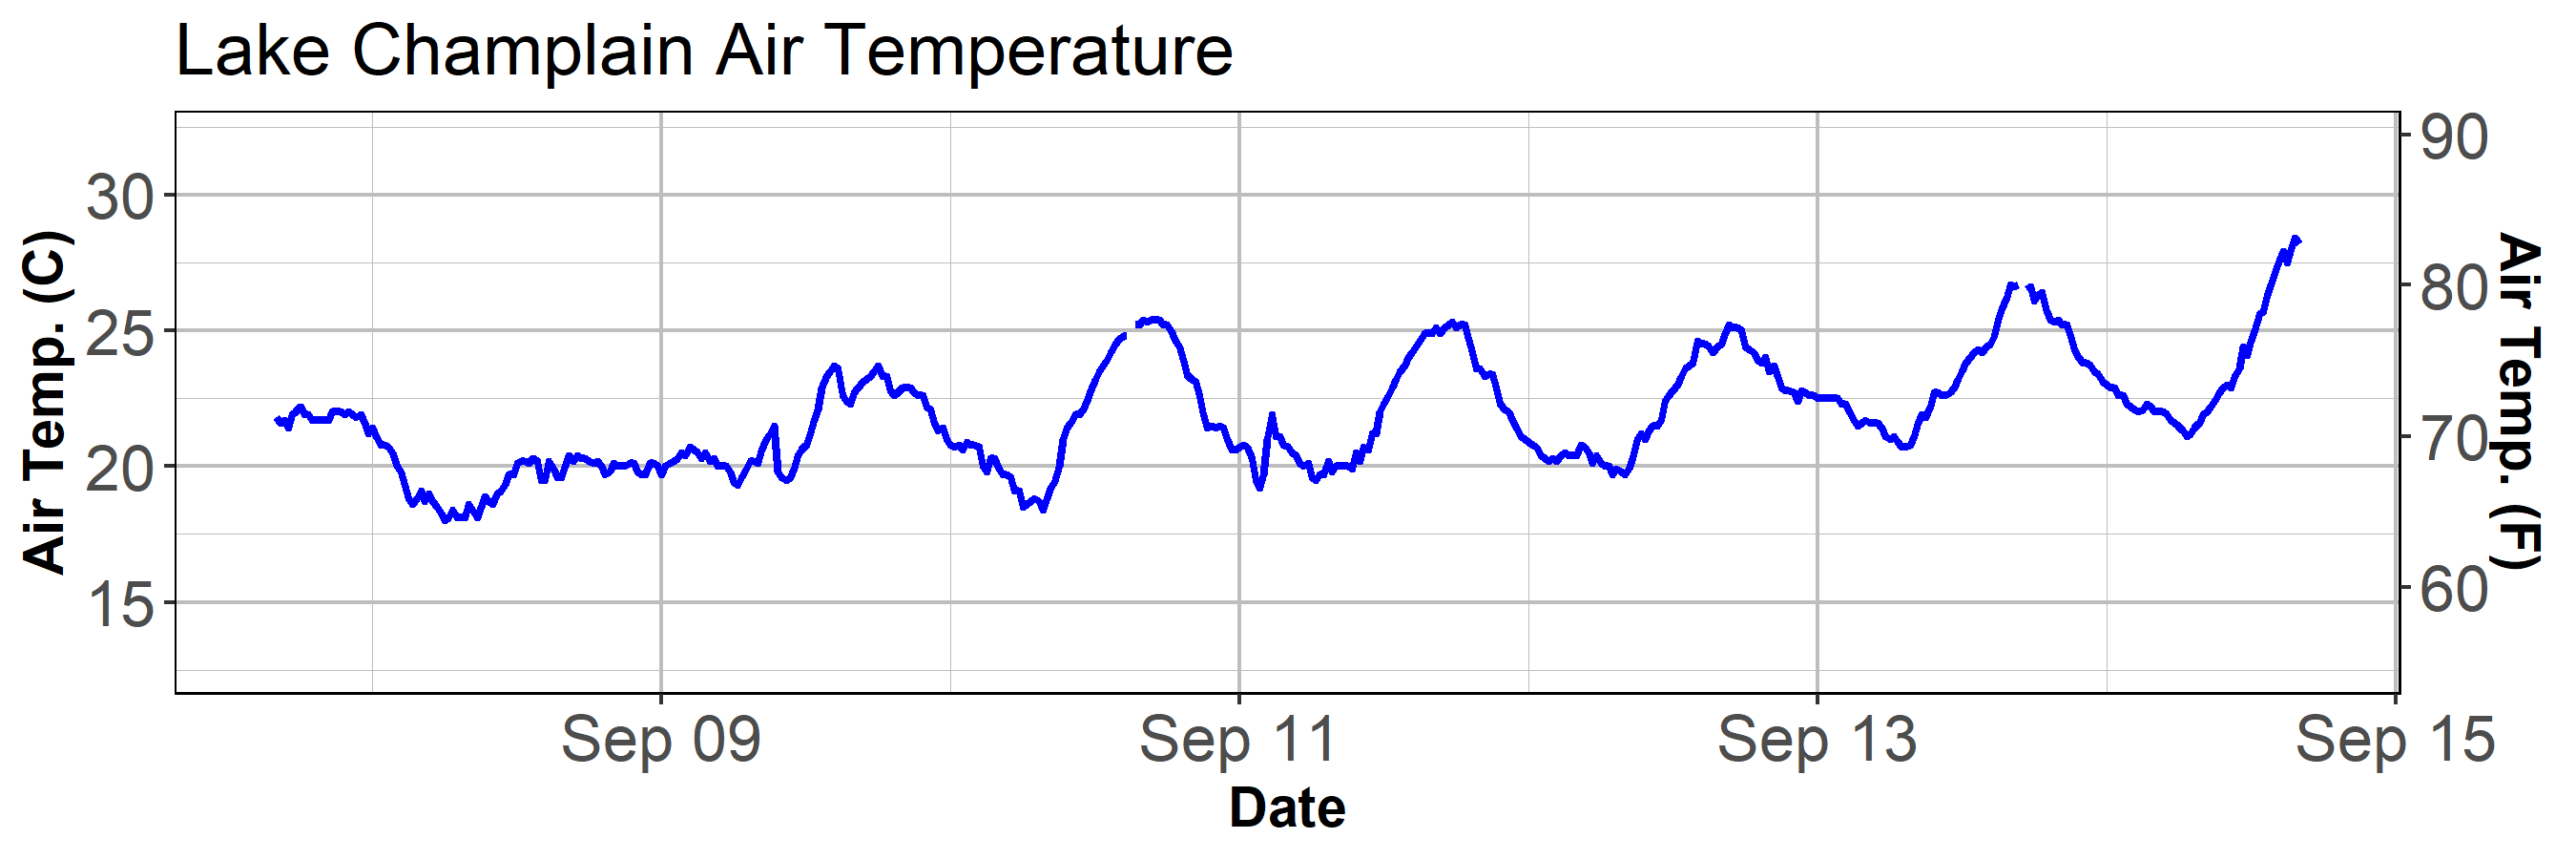 Lake Champlain Air Temperature
Air Temp. (C)
30
25
20
15
90
80
70
60
Air Temp. (F)
Sep 09 Sep 11 Sep 13 Sep 15
Date